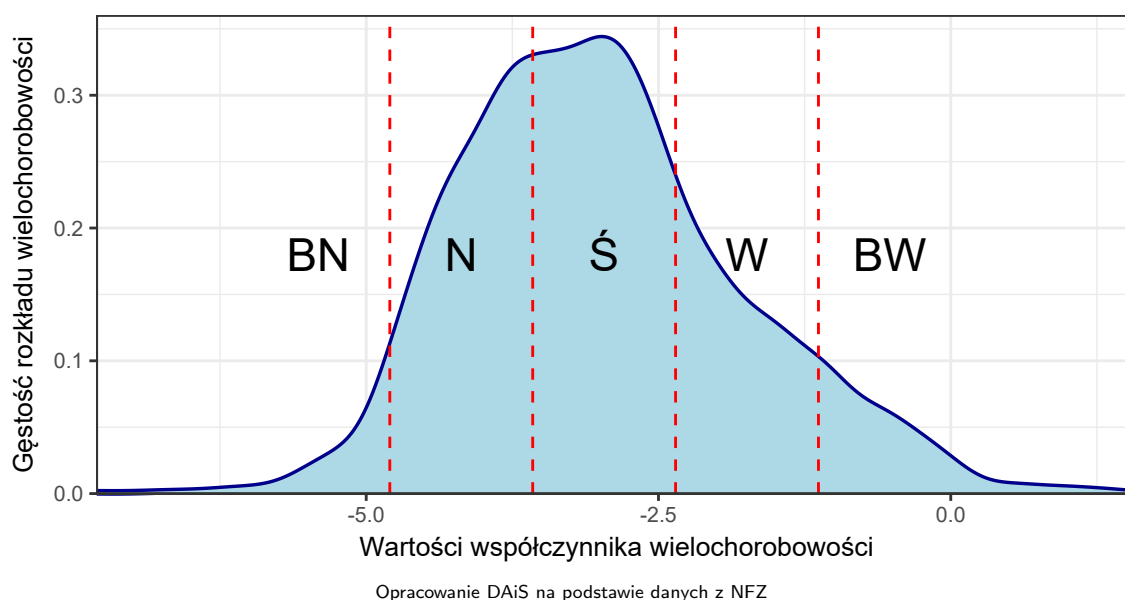 Gęstość rozkładu wielochorobowości
0.3
0.2
0.1
0.0
BN N Ś W BW
-5.0 -2.5 0.0
Wartości współczynnika wielochorobowości
Opracowanie DAiS na podstawie danych z NFZ